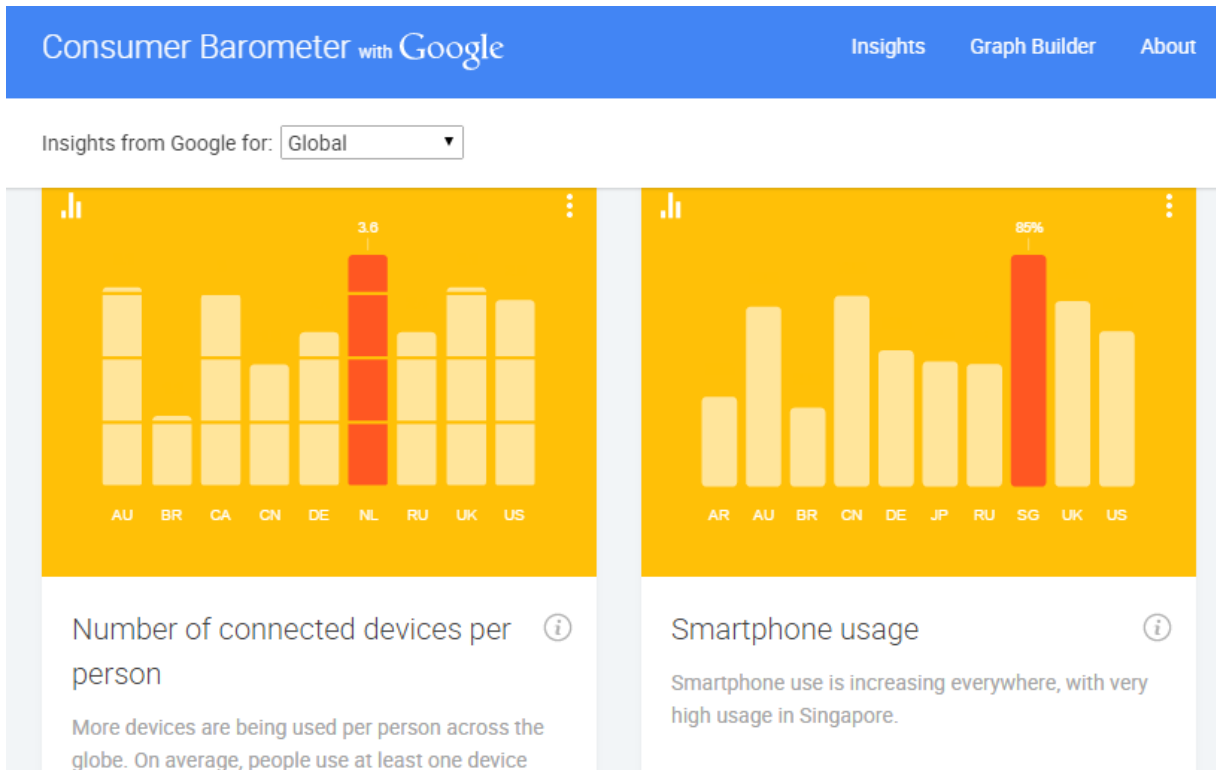 Consumer Barometer with Google
Insights Graph Builder About
Insights from Google for: Global
3.6
AU BR CA CN DE NL RU UK US
Number of connected devices per
person
More devices are being used per person across the
globe. On average, people use at least one device
85%
AR AU BR CN DE JP RU SG UK US
Smartphone usage
Smartphone use is increasing everywhere, with very
high usage in Singapore.